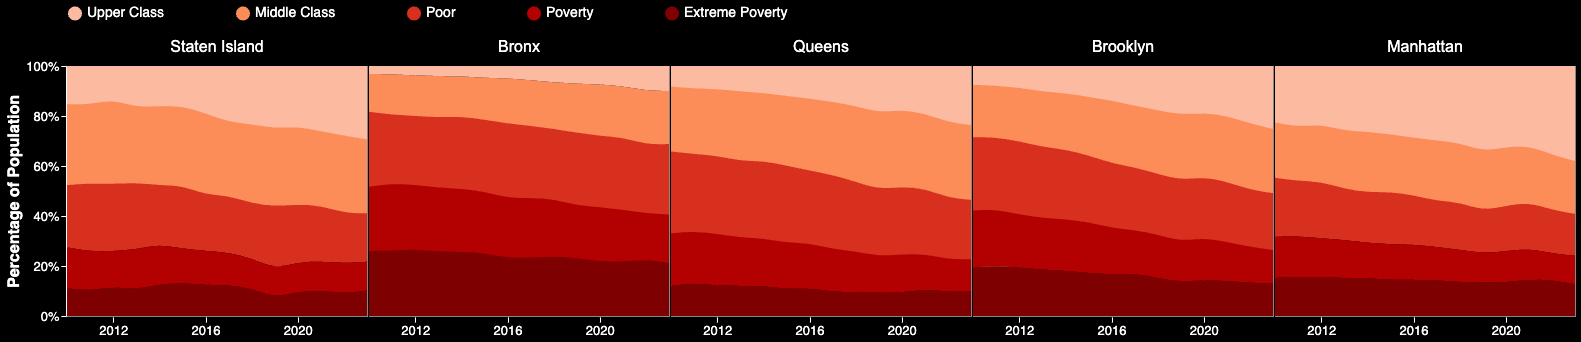 Upper Class Middle Class Poor Poverty Extreme Poverty
Staten Island Bronx Queens Brooklyn Manhattan
Percentage of Population
100%
80%
60%
40%
20%
0%
2012 2016 2020 2012 2016 2020 2012 2016 2020 2012 2016 2020 2012 2016 2020